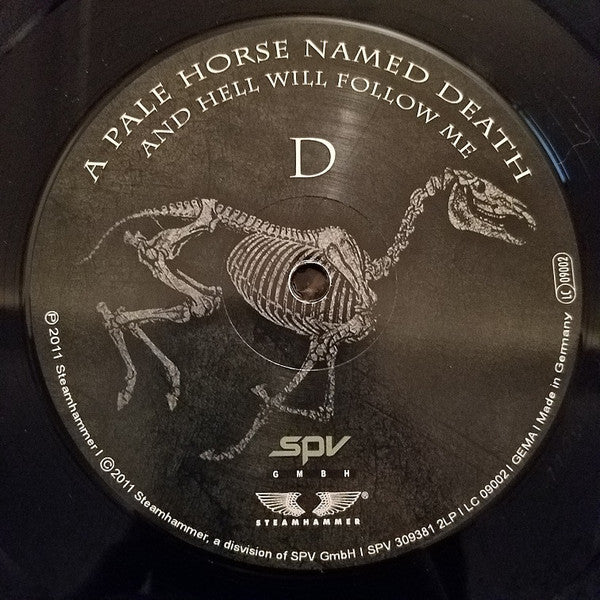 A PALE HORSE NAMED DEATH
AND HELL WILL FOLLOW ME
D
LC 09002
spv
GMBH
STEAMHAMMER®
℗ 2011 Steamhammer I © 2011 Steamhammer, a disvision of SPV GmbH I SPV 309381 2LP I LC 09002 I GEMA I Made in Germany